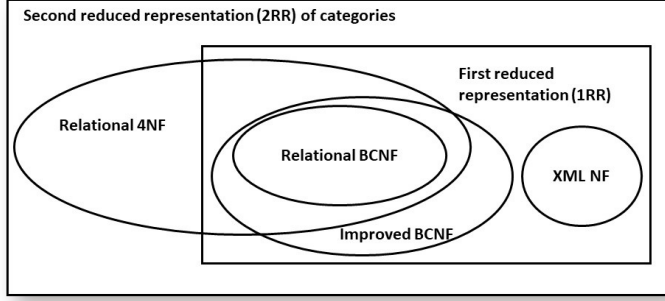 Second reduced representation (2RR) of categories
First reduced
representation (1RR)
Relational 4NF
Relational BCNF
XML NF
Improved BCNF